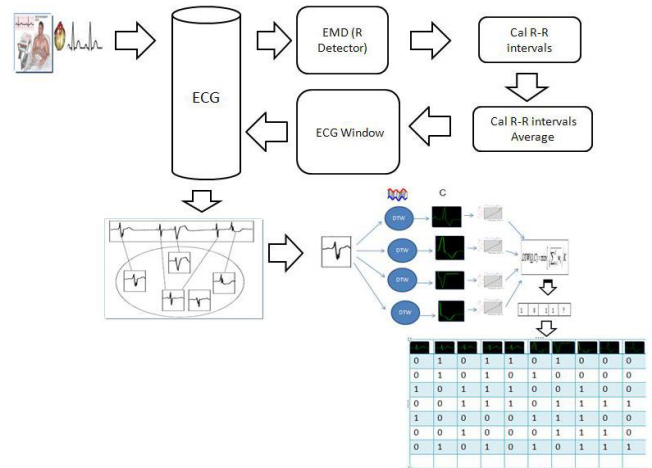 ECG
EMD (R
Detector)
Cal R-R
intervals
Cal R-R intervals
Average
ECG Window
C
DTW
DTW
DTW
DTW
0 1 0 1 1 0 1 0 0 0
0 1 0 1 0 1 0 0 0 0
1 0 1 1 1 0 0 1 0 0
0 0 1 1 1 0 1 1 1 1
1 0 0 0 0 1 1 1 0 0
0 0 1 0 0 0 1 1 1 0
0 1 0 1 0 1 0 1 1 1